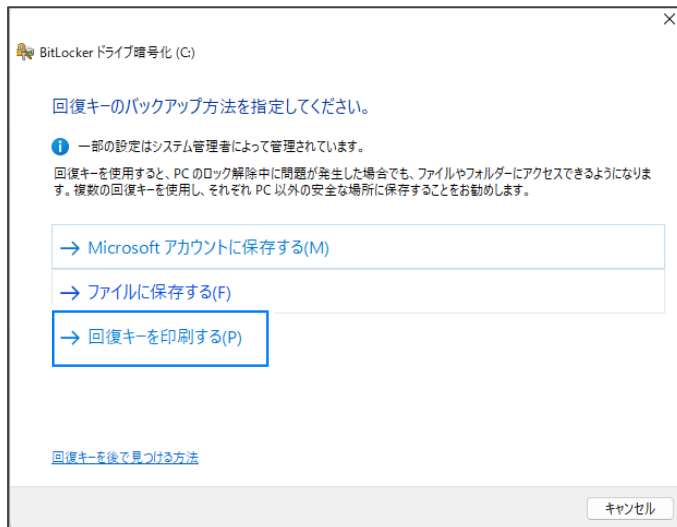 BitLocker ドライブ暗号化 (C:)
回復キーのバックアップ方法を指定してください。
一部の設定はシステム管理者によって管理されています。
回復キーを使用すると、PC のロック解除中に問題が発生した場合でも、ファイルやフォルダーにアクセスできるようになりま
す。複数の回復キーを使用し、それぞれ PC 以外の安全な場所に保存することをお勧めします。
→ Microsoft アカウントに保存する(M)
→ ファイルに保存する(F)
→ 回復キーを印刷する(P)
回復キーを後で見つける方法
キャンセル